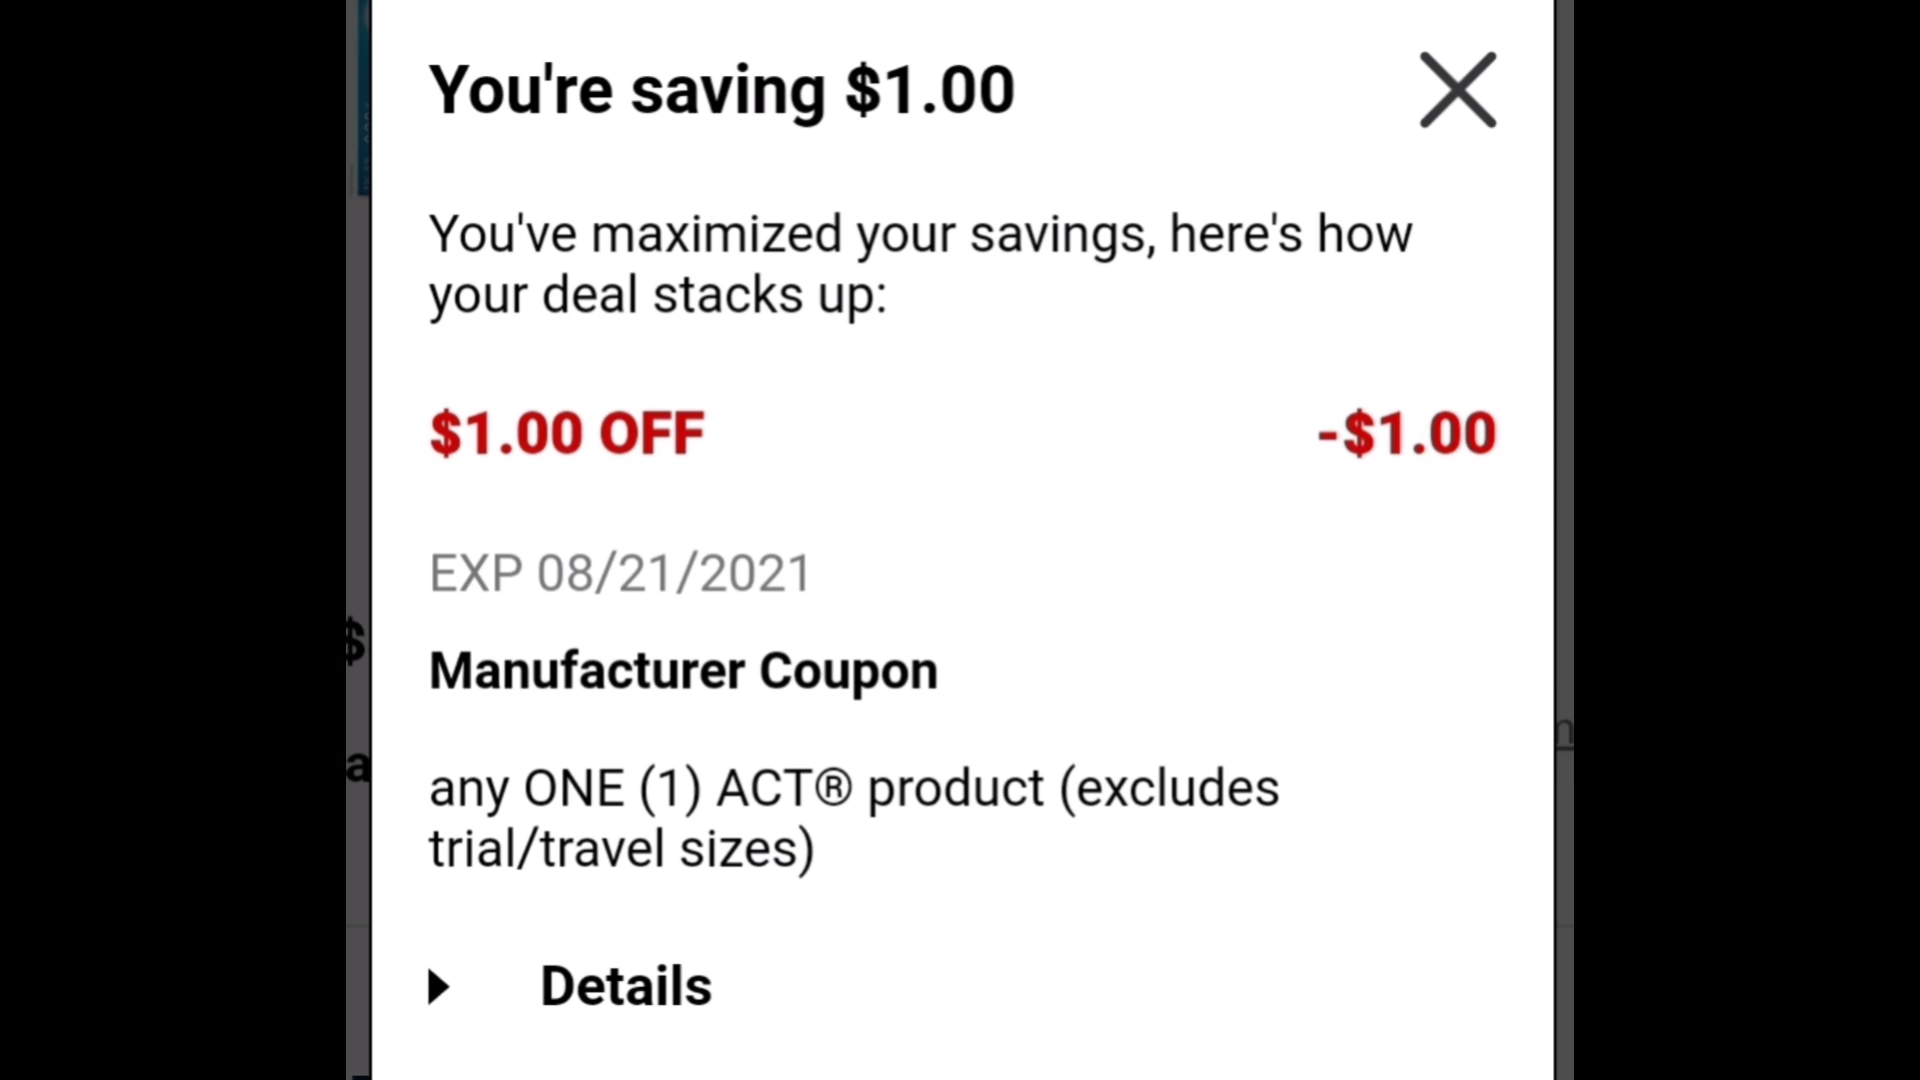 You're saving $1.00
You've maximized your savings, here's how
your deal stacks up:
$1.00 OFF -$1.00
EXP 08/21/2021
Manufacturer Coupon
any ONE (1) ACT® product (excludes
trial/travel sizes)
Details